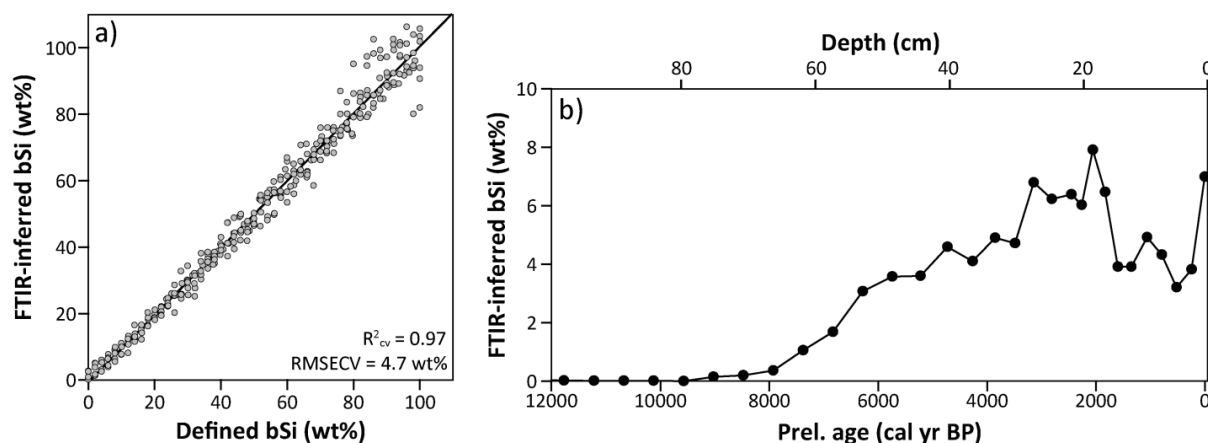 a)
FTIR-inferred bSi (wt%)
100
80
60
40
20
0
R²cv = 0.97
RMSECV = 4.7 wt%
0 20 40 60 80 100
Defined bSi (wt%)
Depth (cm)
80 60 40 20 0
b)
FTIR-inferred bSi (wt%)
10
8
6
4
2
0
12000 10000 8000 6000 4000 2000 0
Prel. age (cal yr BP)